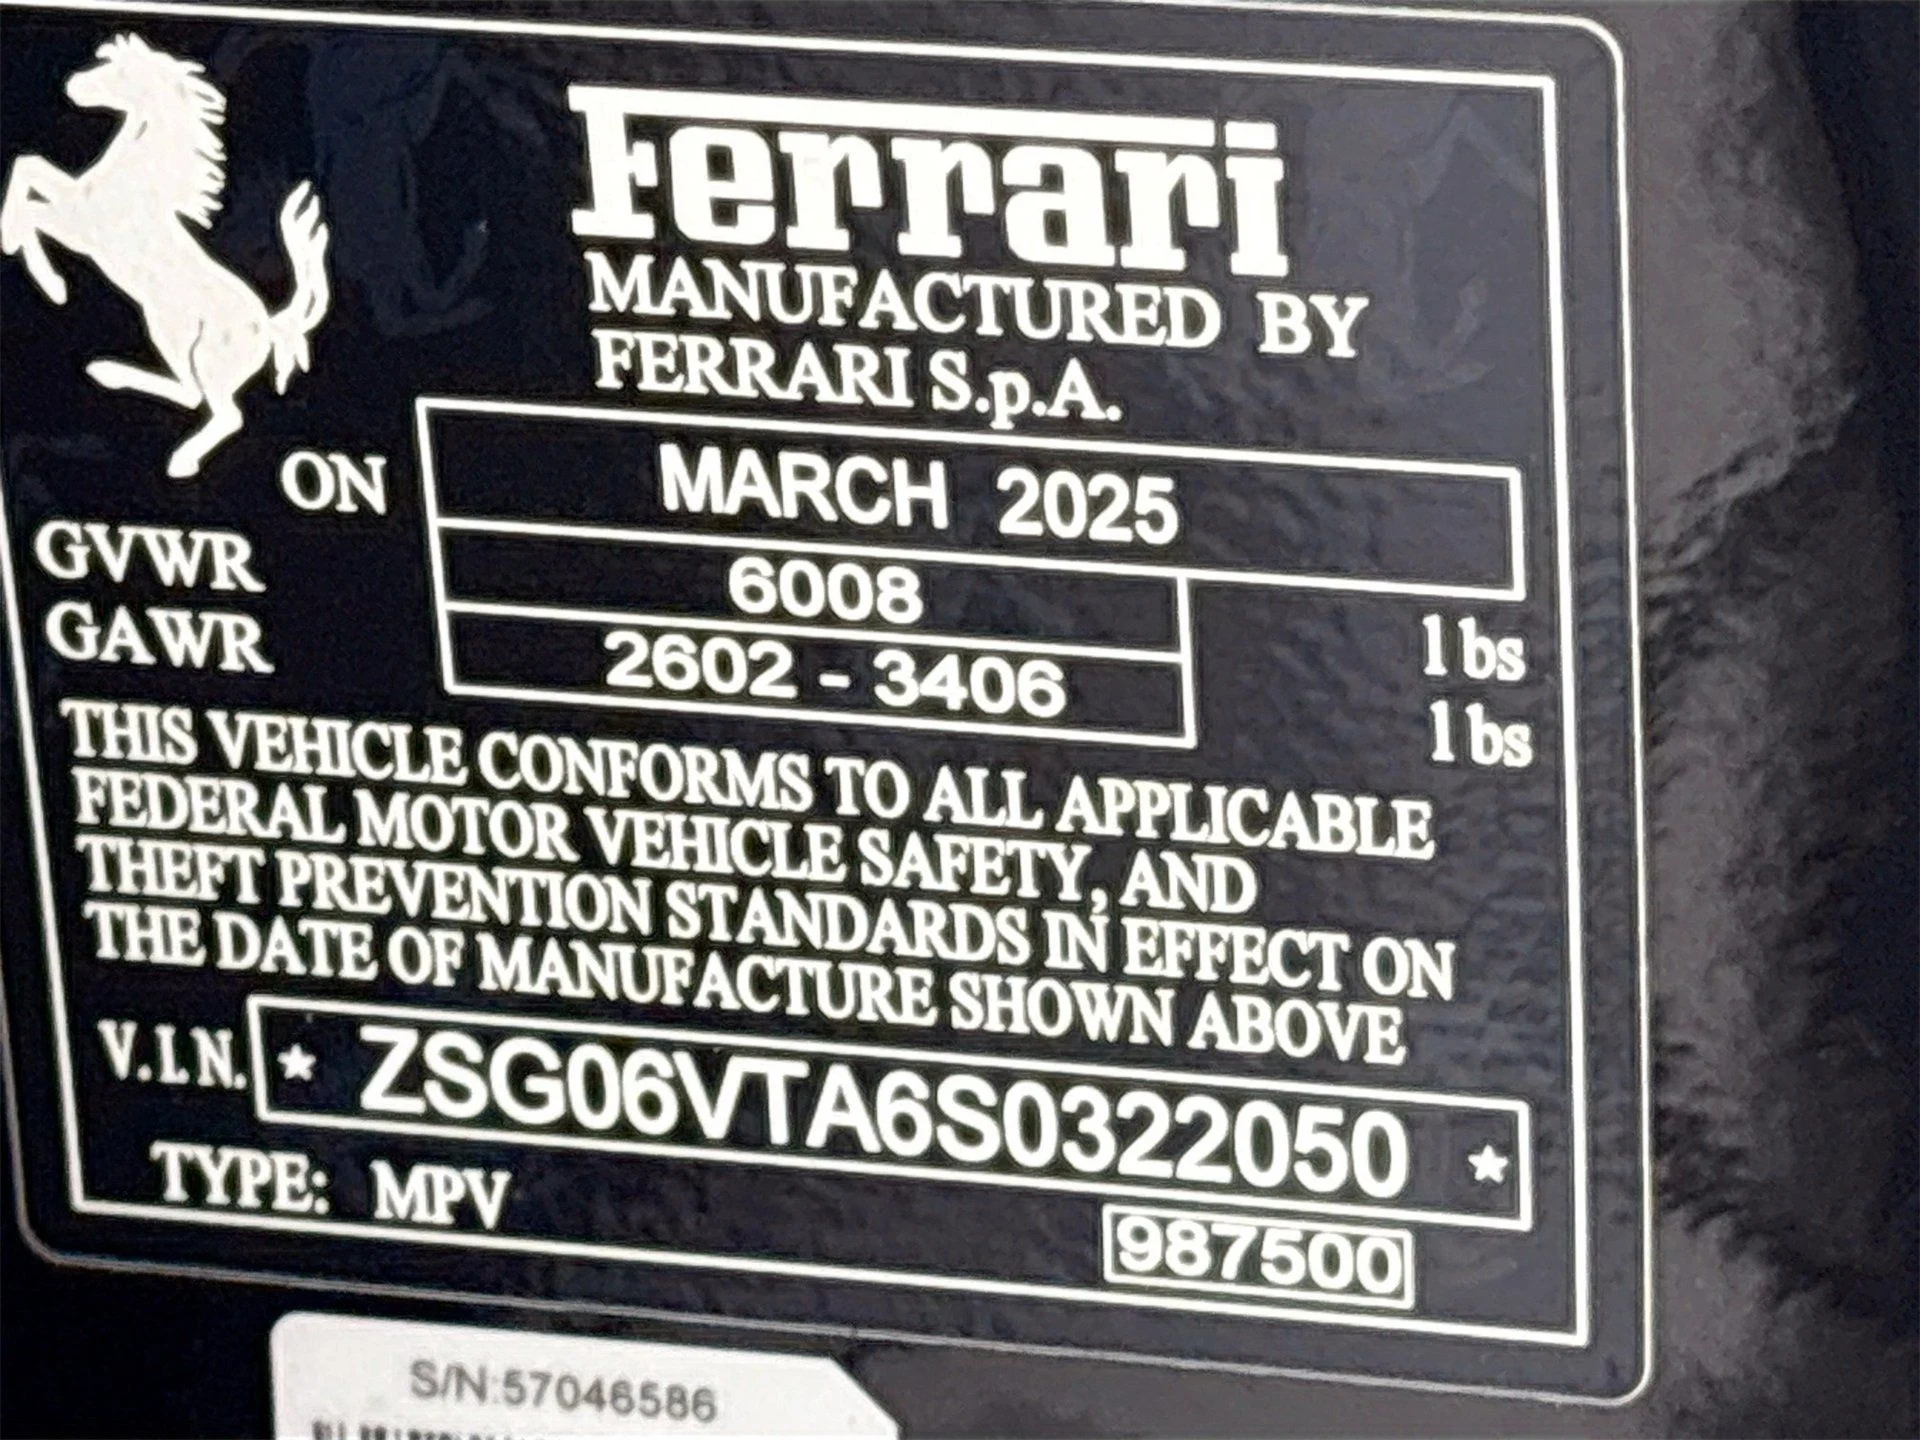 Ferrari
MANUFACTURED BY
FERRARI S.p.A.
ON MARCH 2025
GVWR 6008 lbs
GAWR 2602 - 3406 lbs
THIS VEHICLE CONFORMS TO ALL APPLICABLE
FEDERAL MOTOR VEHICLE SAFETY, AND
THEFT PREVENTION STANDARDS IN EFFECT ON
THE DATE OF MANUFACTURE SHOWN ABOVE
V.I.N. ★ ZSG06VTA6S0322050 ★
TYPE: MPV
987500
S/N:57046586